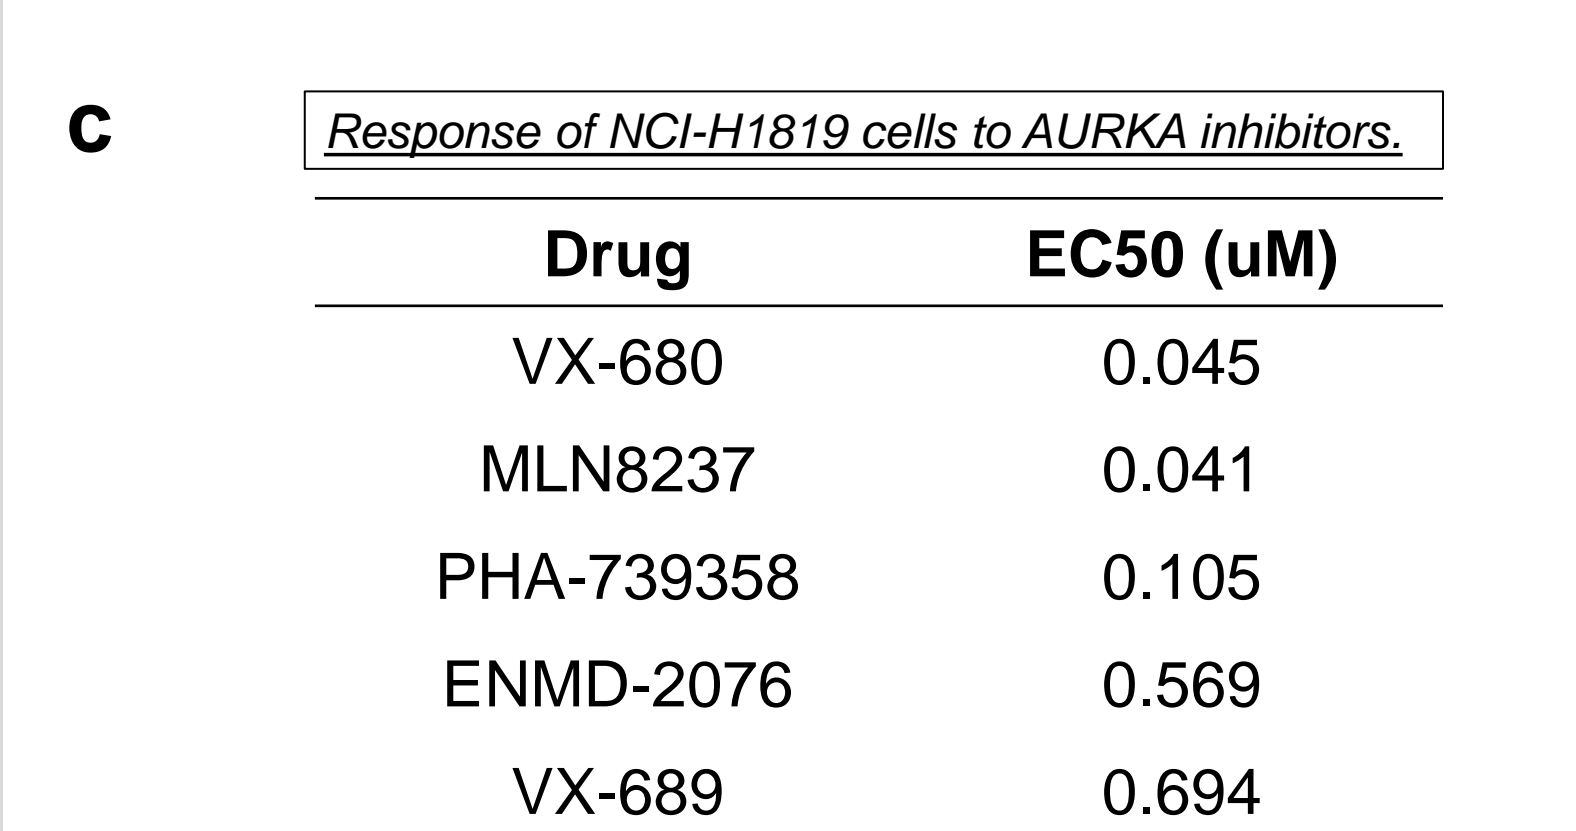 c
Response of NCI-H1819 cells to AURKA inhibitors.
Drug EC50 (uM)
VX-680 0.045
MLN8237 0.041
PHA-739358 0.105
ENMD-2076 0.569
VX-689 0.694